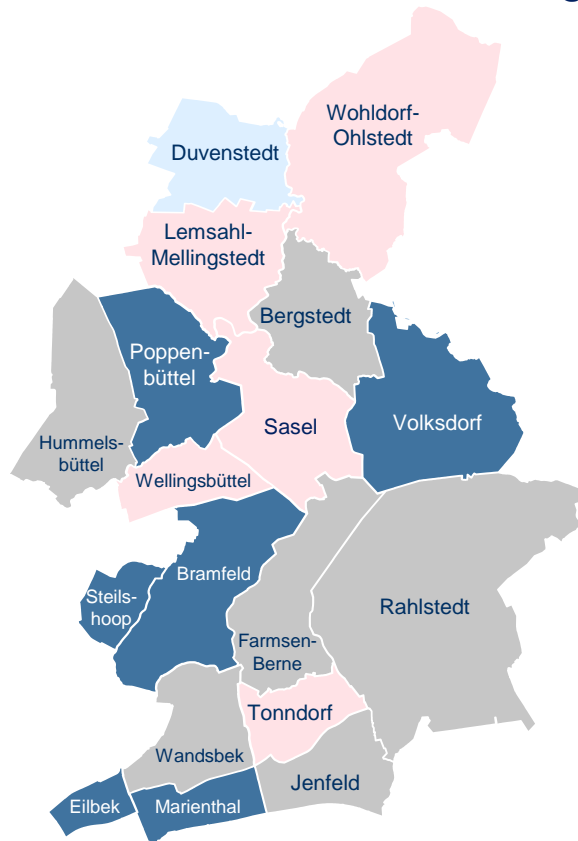 Wohldorf-
Ohlstedt
Duvenstedt
Lemsahl-
Mellingstedt
Bergstedt
Poppen-
büttel
Volksdorf
Sasel
Hummels-
büttel
Wellingsbüttel
Bramfeld
Steils-
hoop
Rahlstedt
Farmsen-
Berne
Tonndorf
Wandsbek
Jenfeld
Eilbek
Marienthal